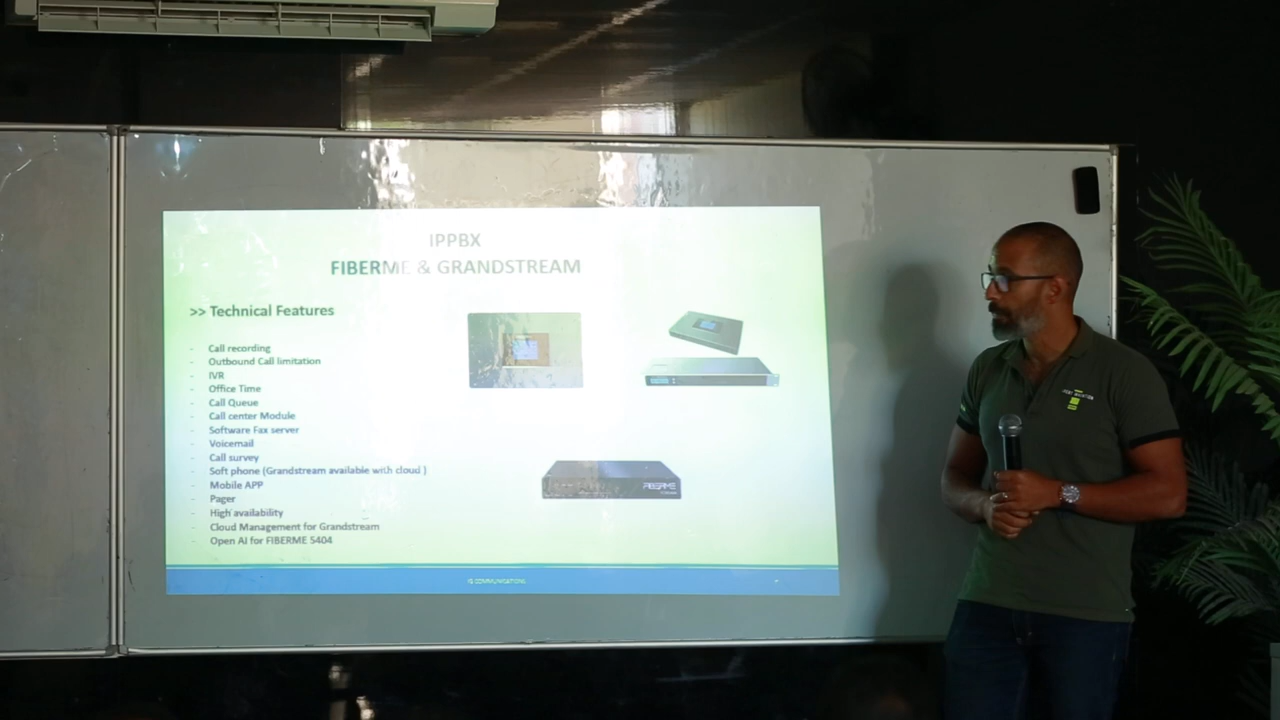 IPPBX
FIBERME & GRANDSTREAM
>> Technical Features
- Call recording
- Outbound Call limitation
- IVR
- Office Time
- Call Queue
- Call center Module
- Software Fax server
- Voicemail
- Call survey
- Soft phone (Grandstream available with cloud )
- Mobile APP
- Pager
- High availability
- Cloud Management for Grandstream
- Open AI for FIBERME 5404
FIBERME
COMMUNICATIONS